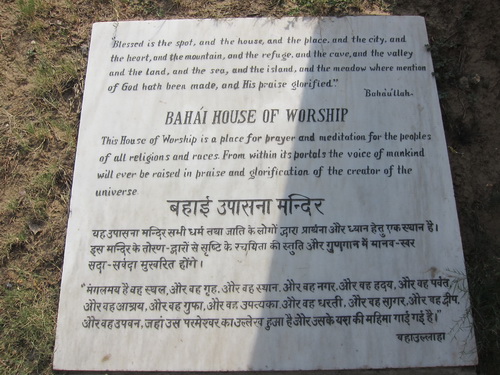 "Blessed is the spot, and the house, and the place, and the city, and
the heart, and the mountain, and the refuge, and the cave, and the valley
and the land, and the sea, and the island, and the meadow where mention
of God hath been made, and His praise glorified."
Bahàu'llah.
BAHÁ'Í HOUSE OF WORSHIP
This House of Worship is a place for prayer and meditation for the peoples
of all religions and races. From within its portals the voice of mankind
will ever be raised in praise and glorification of the creator of the
universe
बहाई उपासना मन्दिर
यह उपासना मन्दिर सभी धर्म तथा जाति के लोगों द्वारा प्रार्थना और ध्यान हेतु एक स्थान है।
इस मन्दिर के तोरण-द्वारों से सृष्टि के रचयिता की स्तुति और गुणगान में मानव-स्वर
सदा-सर्वदा मुखरित होंगे।
"मंगलमय है वह स्थल, और वह गृह, और वह स्थान, और वह नगर, और वह हृदय, और वह पर्वत,
और वह आश्रय, और वह गुफा, और वह उपत्यका, और वह धरती, और वह सागर, और वह द्वीप,
और वह उपवन, जहां उस परमेश्वर का उल्लेख हुआ है और उसके यश की महिमा गाई गई है।"
बहाउल्लाह